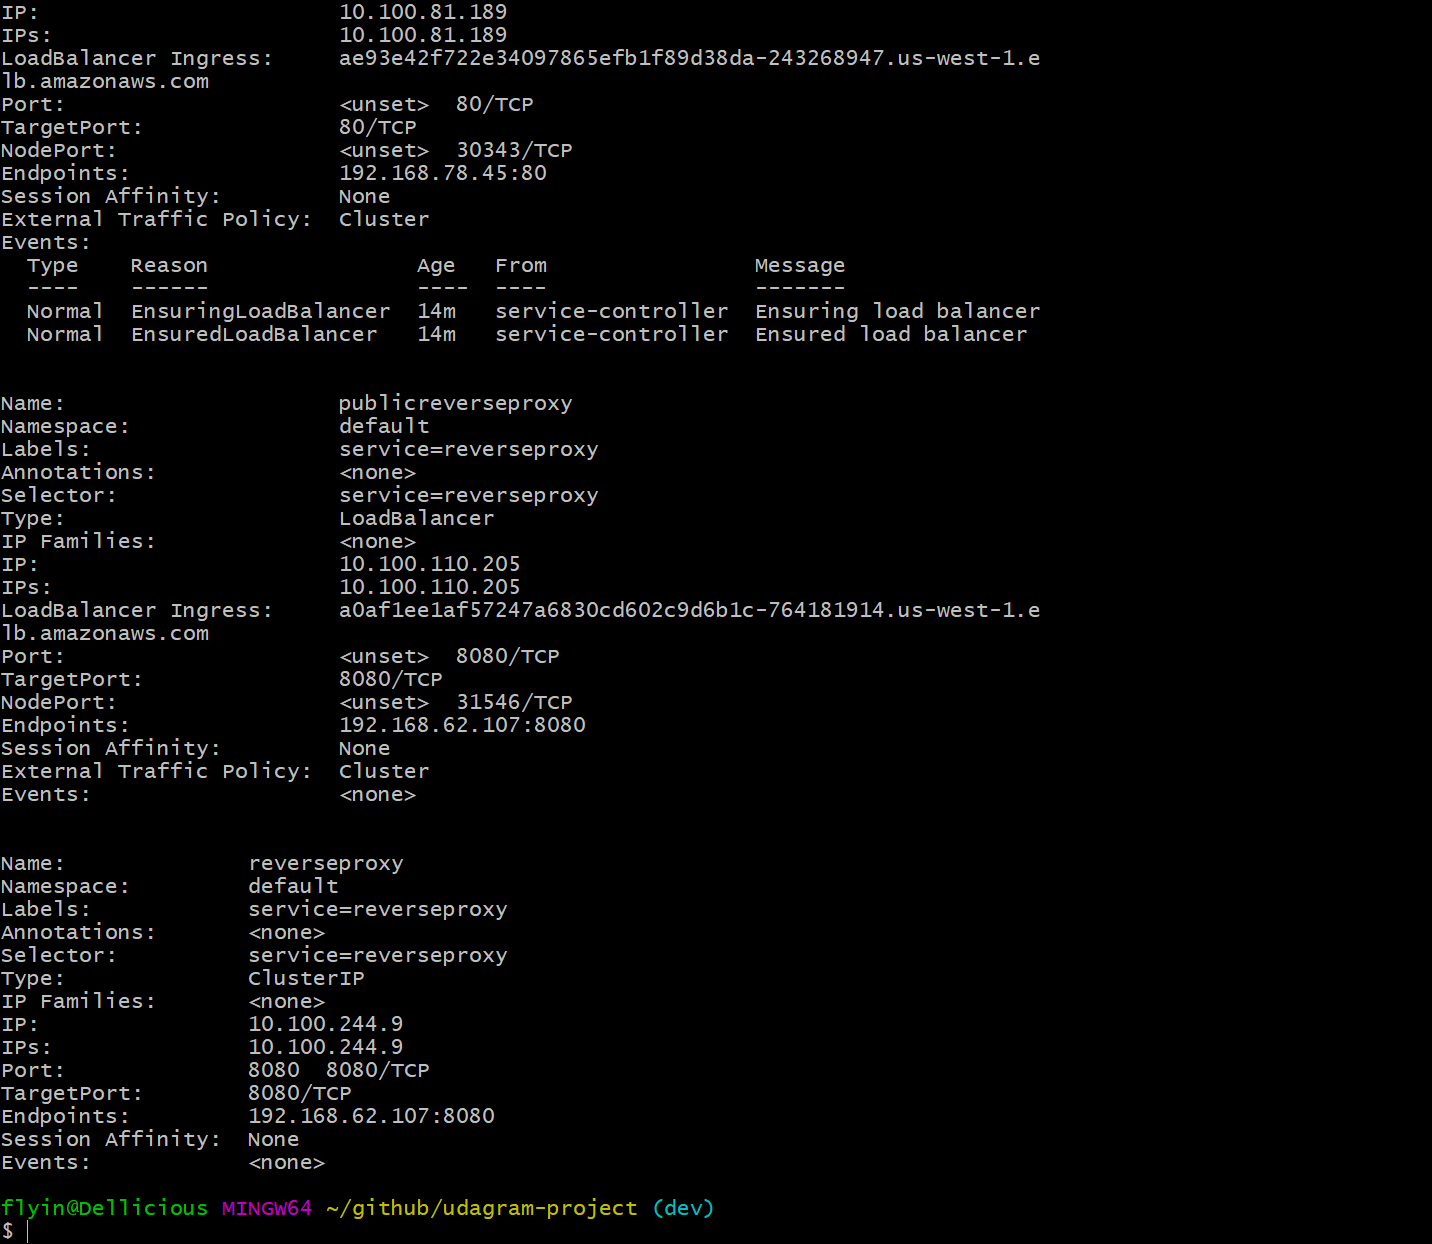 IP:                       10.100.81.189
IPs:                      10.100.81.189
LoadBalancer Ingress:     ae93e42f722e34097865efb1f89d38da-243268947.us-west-1.e
lb.amazonaws.com
Port:                     <unset>  80/TCP
TargetPort:               80/TCP
NodePort:                 <unset>  30343/TCP
Endpoints:                192.168.78.45:80
Session Affinity:         None
External Traffic Policy:  Cluster
Events:
  Type    Reason                Age   From                Message
  ----    ------                ----  ----                -------
  Normal  EnsuringLoadBalancer  14m   service-controller  Ensuring load balancer
  Normal  EnsuredLoadBalancer   14m   service-controller  Ensured load balancer
Name:                     publicreverseproxy
Namespace:                default
Labels:                   service=reverseproxy
Annotations:              <none>
Selector:                 service=reverseproxy
Type:                     LoadBalancer
IP Families:              <none>
IP:                       10.100.110.205
IPs:                      10.100.110.205
LoadBalancer Ingress:     a0af1ee1af57247a6830cd602c9d6b1c-764181914.us-west-1.e
lb.amazonaws.com
Port:                     <unset>  8080/TCP
TargetPort:               8080/TCP
NodePort:                 <unset>  31546/TCP
Endpoints:                192.168.62.107:8080
Session Affinity:         None
External Traffic Policy:  Cluster
Events:                   <none>
Name:              reverseproxy
Namespace:         default
Labels:            service=reverseproxy
Annotations:       <none>
Selector:          service=reverseproxy
Type:              ClusterIP
IP Families:       <none>
IP:                10.100.244.9
IPs:               10.100.244.9
Port:              8080  8080/TCP
TargetPort:        8080/TCP
Endpoints:         192.168.62.107:8080
Session Affinity:  None
Events:            <none>
flyin@Dellicious MINGW64 ~/github/udagram-project (dev)
$